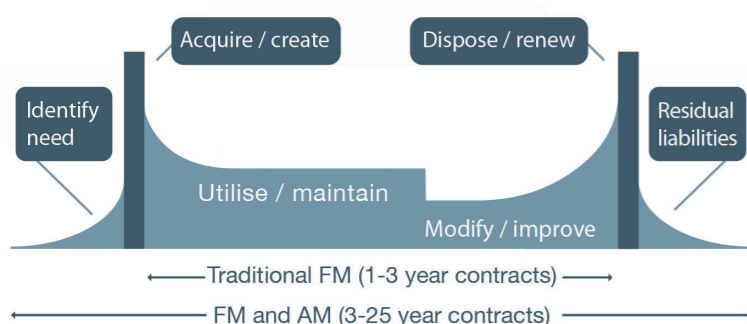 Acquire / create
Dispose / renew
Identify
need
Residual
liabilities
Utilise / maintain
Modify / improve
Traditional FM (1-3 year contracts)
FM and AM (3-25 year contracts)